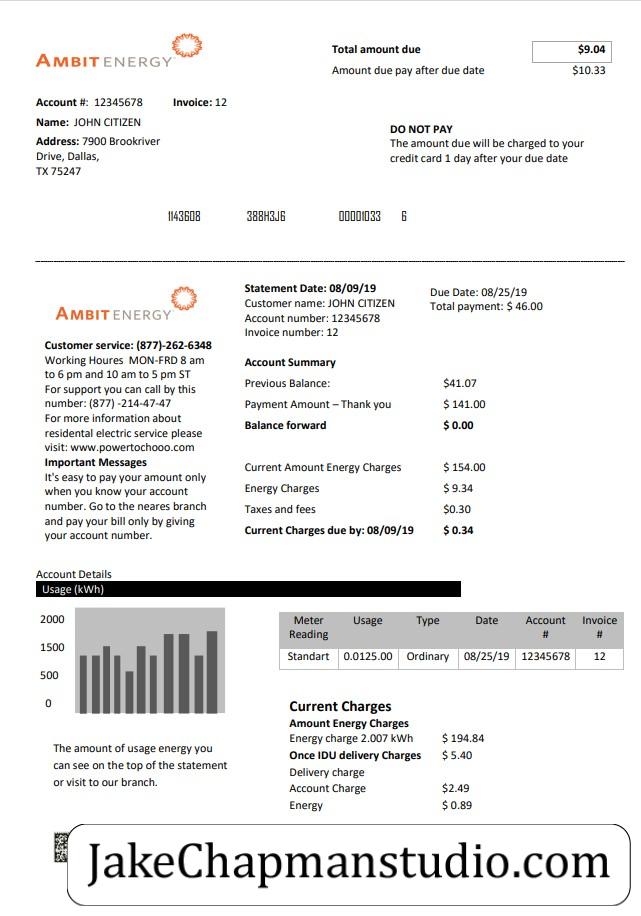 AMBIT ENERGY
Total amount due $9.04
Amount due pay after due date $10.33
Account #: 12345678 Invoice: 12
Name: JOHN CITIZEN
Address: 7900 Brookriver
Drive, Dallas,
TX 75247
DO NOT PAY
The amount due will be charged to your
credit card 1 day after your due date
1143608 388H3J6 00001033 6
AMBIT ENERGY
Customer service: (877)-262-6348
Working Houres MON-FRD 8 am
to 6 pm and 10 am to 5 pm ST
For support you can call by this
number: (877) -214-47-47
For more information about
residental electric service please
visit: www.powertochooo.com
Important Messages
It's easy to pay your amount only
when you know your account
number. Go to the neares branch
and pay your bill only by giving
your account number.
Statement Date: 08/09/19
Customer name: JOHN CITIZEN
Account number: 12345678
Invoice number: 12
Due Date: 08/25/19
Total payment: $ 46.00
Account Summary
Previous Balance: $41.07
Payment Amount – Thank you $ 141.00
Balance forward $ 0.00
Current Amount Energy Charges $ 154.00
Energy Charges $ 9.34
Taxes and fees $0.30
Current Charges due by: 08/09/19 $ 0.34
Account Details
Usage (kWh)
2000
1500
500
0
The amount of usage energy you
can see on the top of the statement
or visit to our branch.
Meter Reading Usage Type Date Account # Invoice #
Standart 0.0125.00 Ordinary 08/25/19 12345678 12
Current Charges
Amount Energy Charges
Energy charge 2.007 kWh $ 194.84
Once IDU delivery Charges $ 5.40
Delivery charge
Account Charge $2.49
Energy $ 0.89
JakeChapmanstudio.com